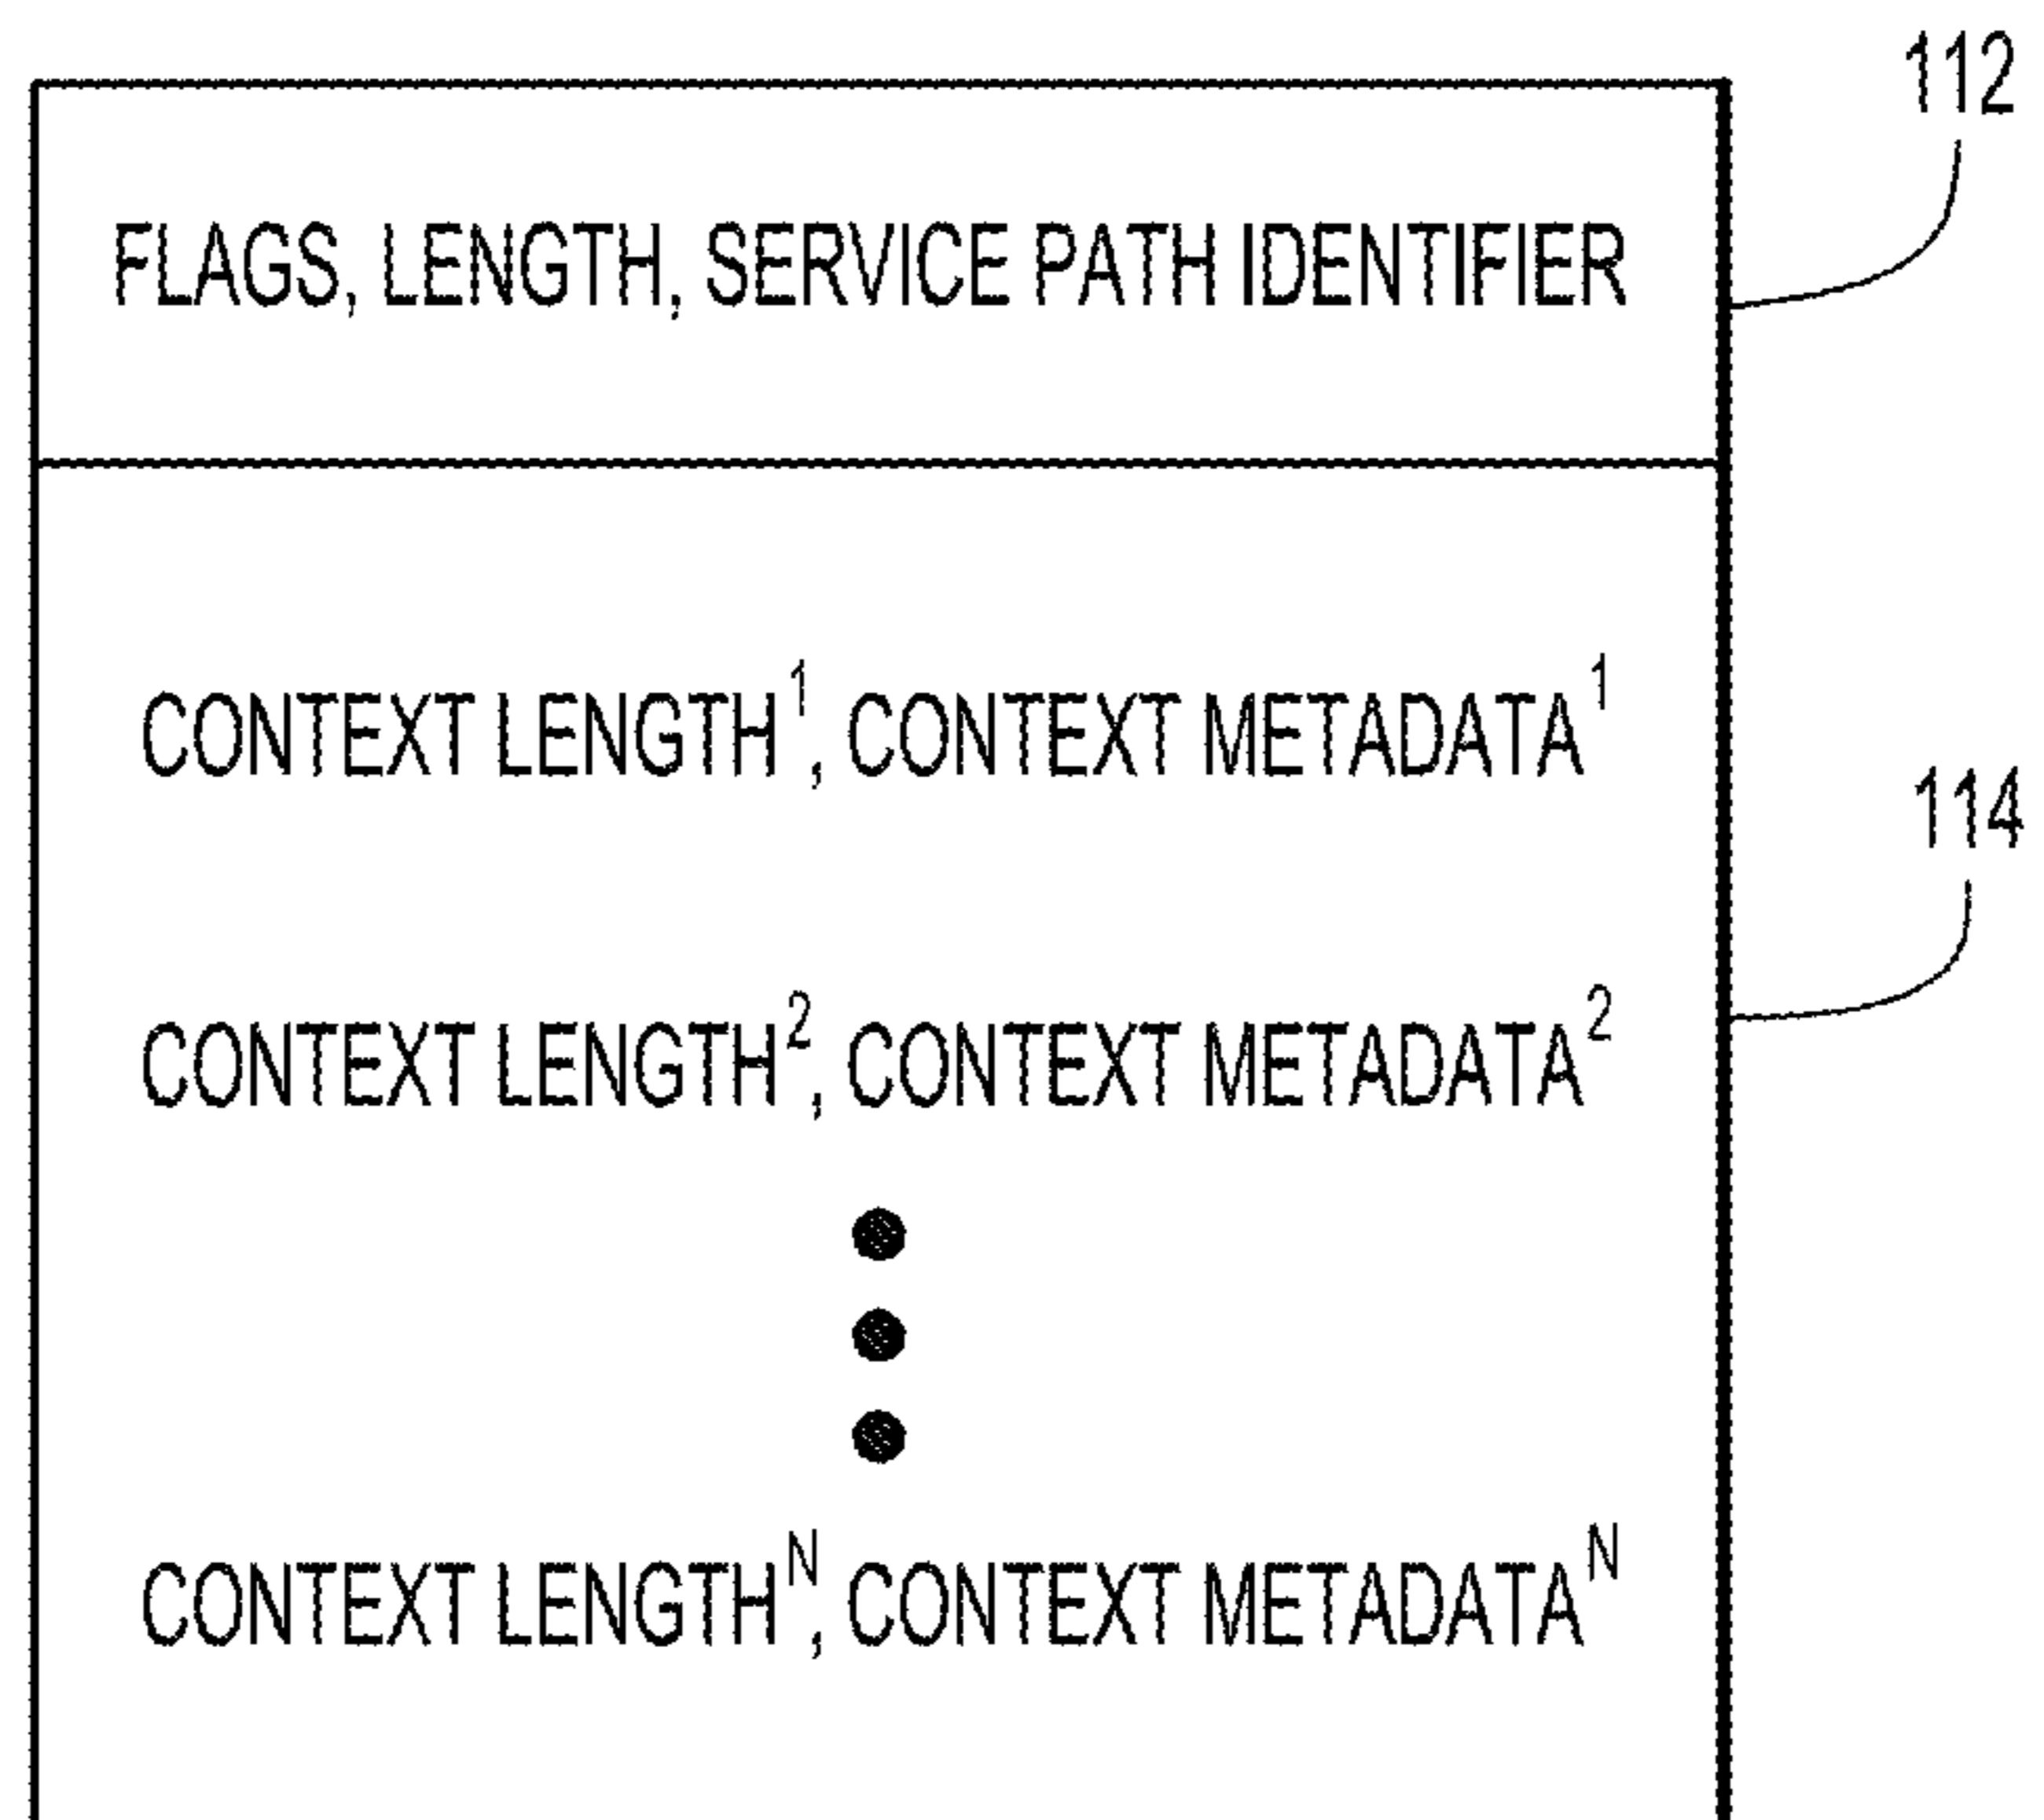 112
FLAGS, LENGTH, SERVICE PATH IDENTIFIER
CONTEXT LENGTH¹, CONTEXT METADATA¹
114
CONTEXT LENGTH², CONTEXT METADATA²
CONTEXT LENGTHᴺ, CONTEXT METADATAᴺ